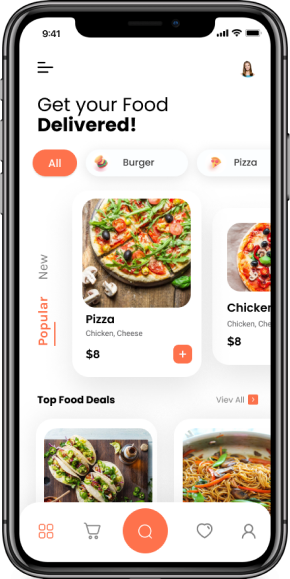 9:41
Get your Food
Delivered!
All
Burger
Pizza
New
Popular
Pizza
Chicken, Cheese
$8
Chicken, Che
$8
Top Food Deals
View All